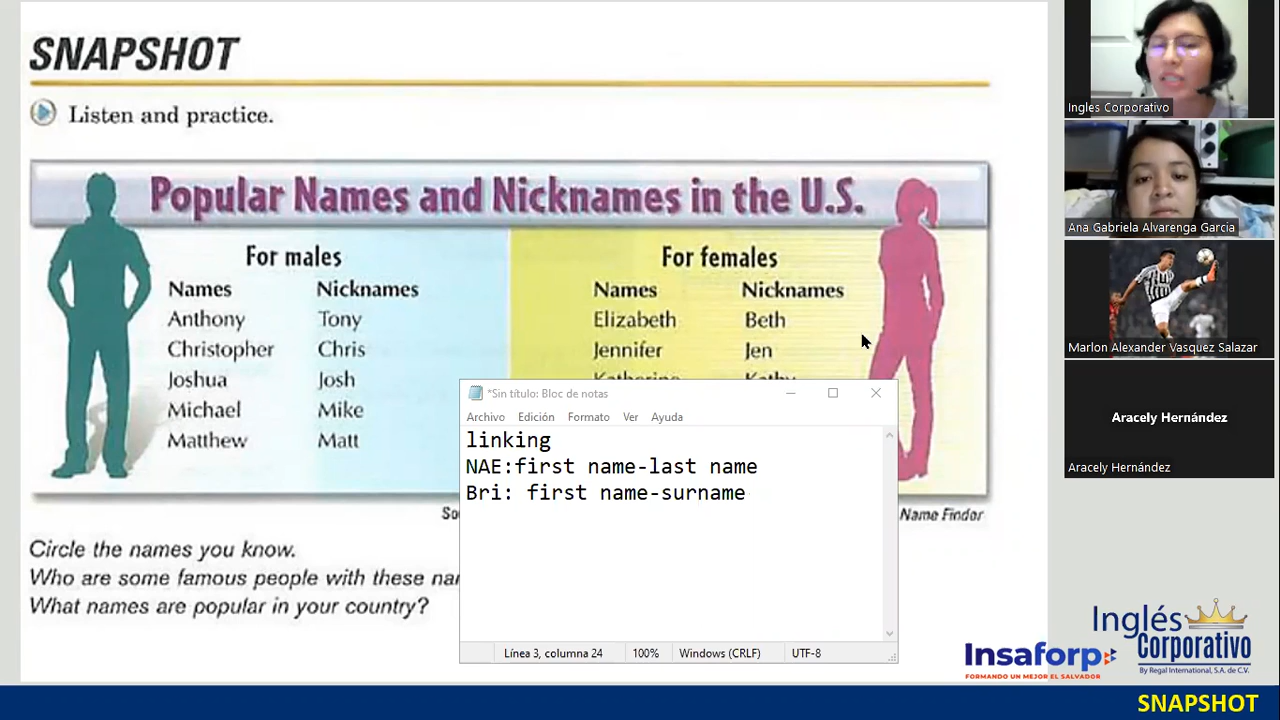 SNAPSHOT
Listen and practice.
Popular Names and Nicknames in the U.S.
For males
Names Nicknames
Anthony Tony
Christopher Chris
Joshua Josh
Michael Mike
Matthew Matt
For females
Names Nicknames
Elizabeth Beth
Jennifer Jen
Katherine Kathy
Name Finder
Circle the names you know.
Who are some famous people with these
What names are popular in your country?
*Sin título: Bloc de notas
Archivo Edición Formato Ver Ayuda
linking
NAE:first name-last name
Bri: first name-surname
Línea 3, columna 24 100% Windows (CRLF) UTF-8
Ingles Corporativo
Ana Gabriela Alvarenga Garcia
Marlon Alexander Vasquez Salazar
Aracely Hernández
Aracely Hernández
Insaforp
FORMANDO UN MEJOR EL SALVADOR
Inglés
Corporativo
By Regal International, S.A. de C.V.
SNAPSHOT